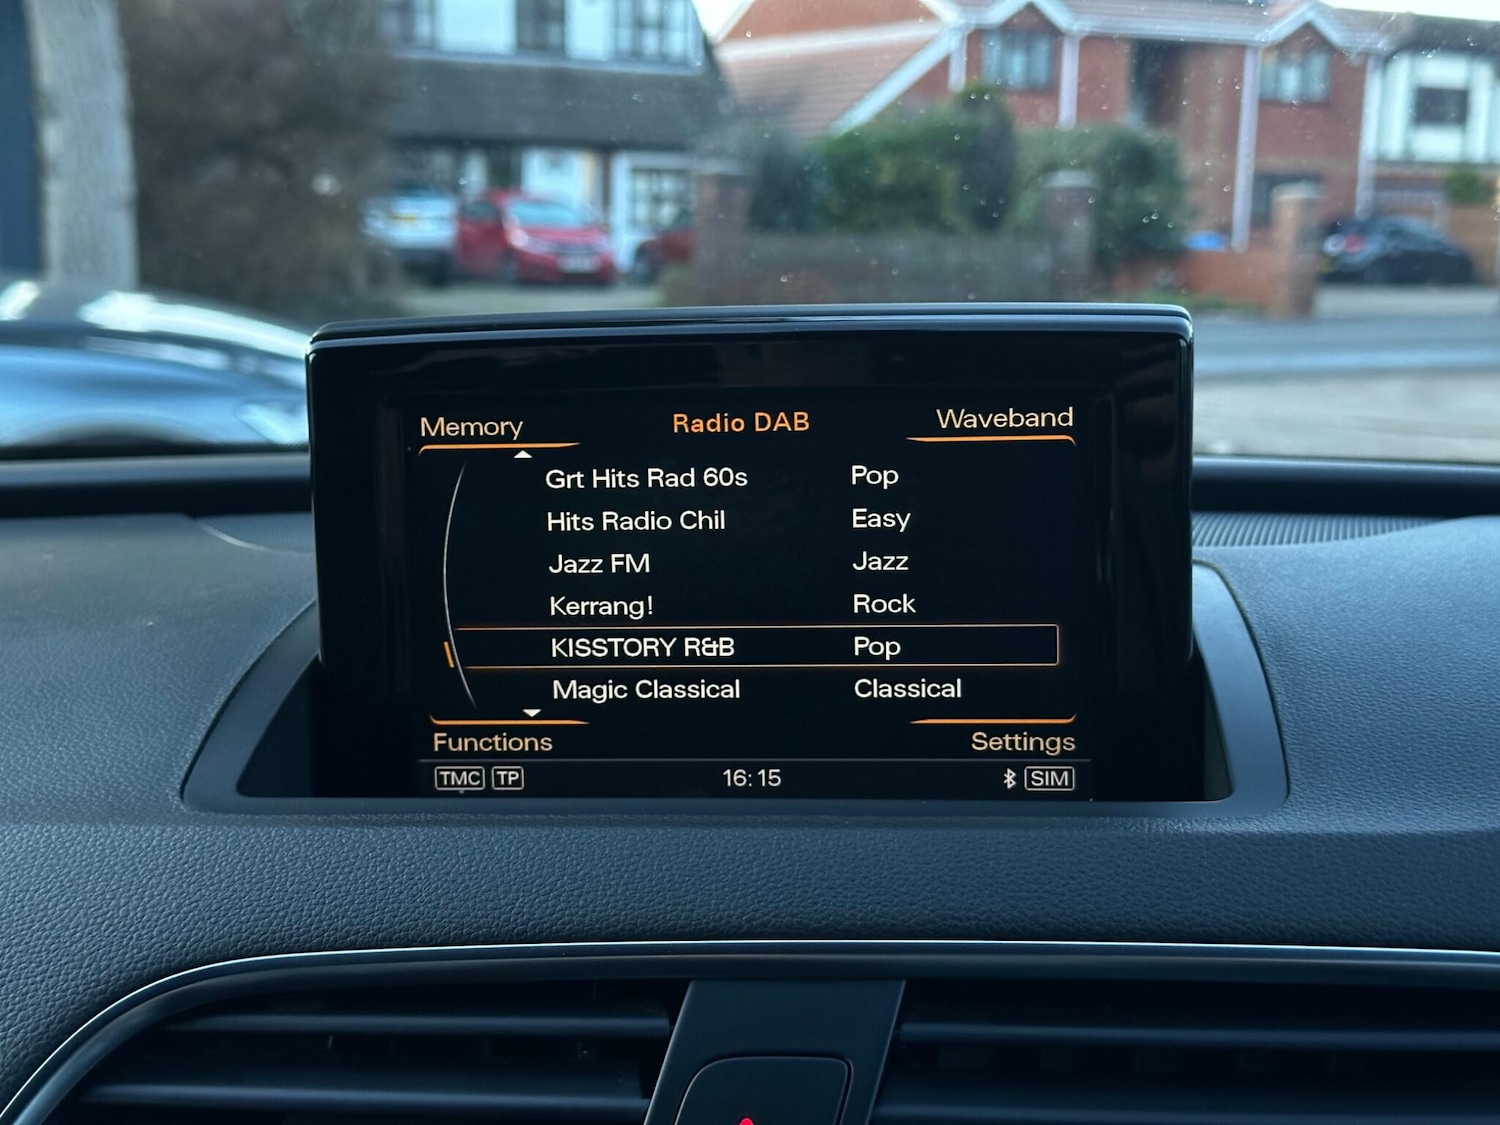 Memory Radio DAB Waveband
Grt Hits Rad 60s Pop
Hits Radio Chil Easy
Jazz FM Jazz
Kerrang! Rock
KISSTORY R&B Pop
Magic Classical Classical
Functions Settings
TMC TP 16:15 SIM